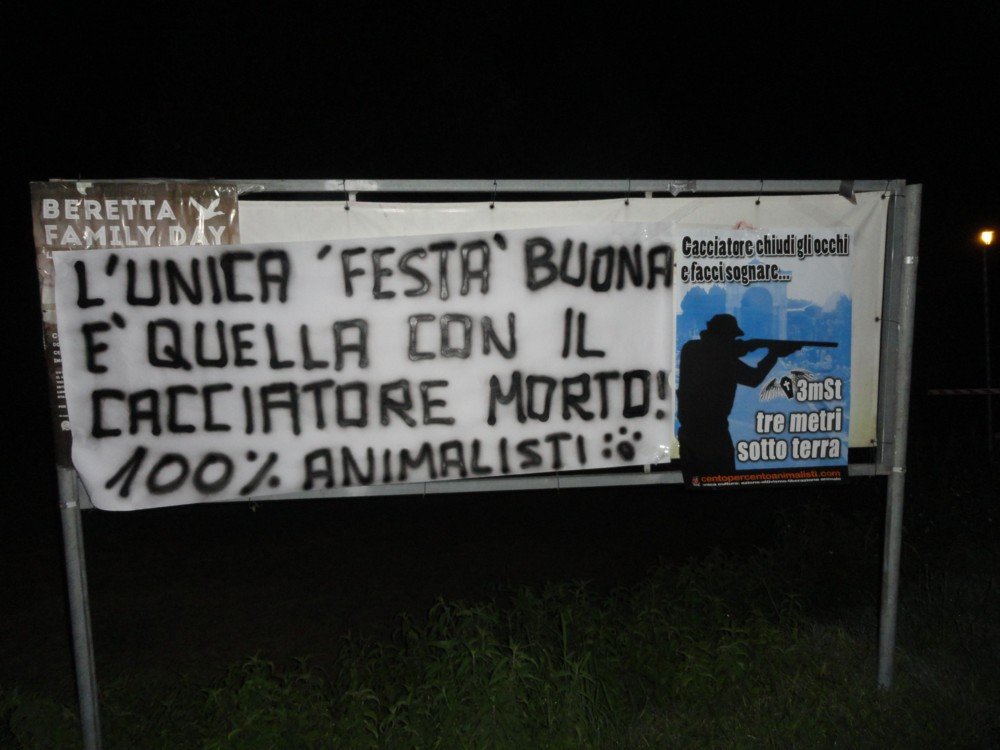 BERETTA
FAMILY DAY
L'UNICA 'FESTA' BUONA
E' QUELLA CON IL
CACCIATORE MORTO!
100% ANIMALISTI
Cacciatore chiudi gli occhi
e facci sognare...
3mSt
tre metri
sotto terra
centopercentoanimalisti.com